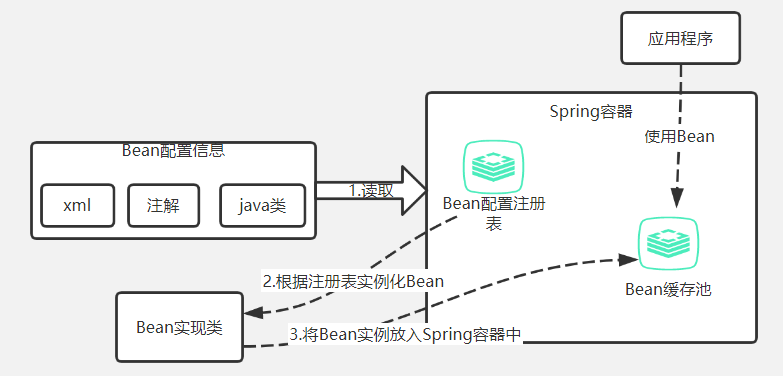 应用程序
Spring容器
使用Bean
Bean配置信息
xml
注解
java类
1.读取
Bean配置注册
表
2.根据注册表实例化Bean
Bean缓存池
Bean实现类
3.将Bean实例放入Spring容器中